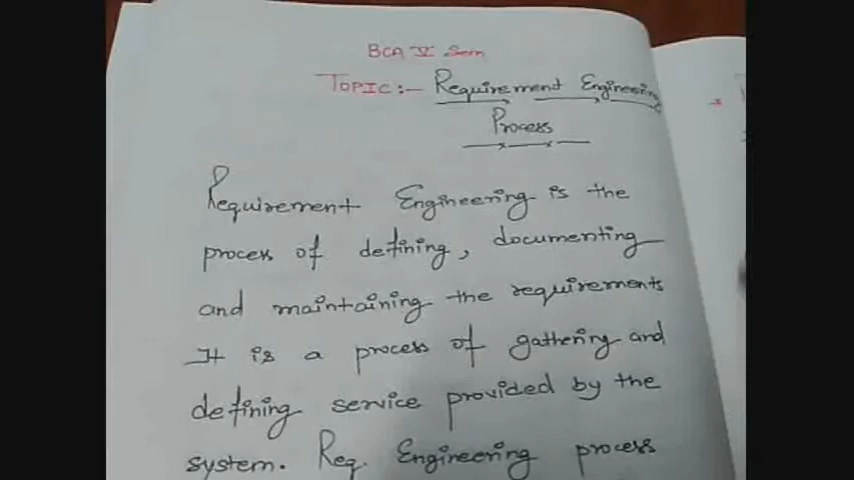 BCA V Sem
TOPIC:- Requirement Engineering
Process
Requirement Engineering is the
process of defining, documenting
and maintaining the requirements
It is a process of gathering and
defining service provided by the
system. Req. Engineering process